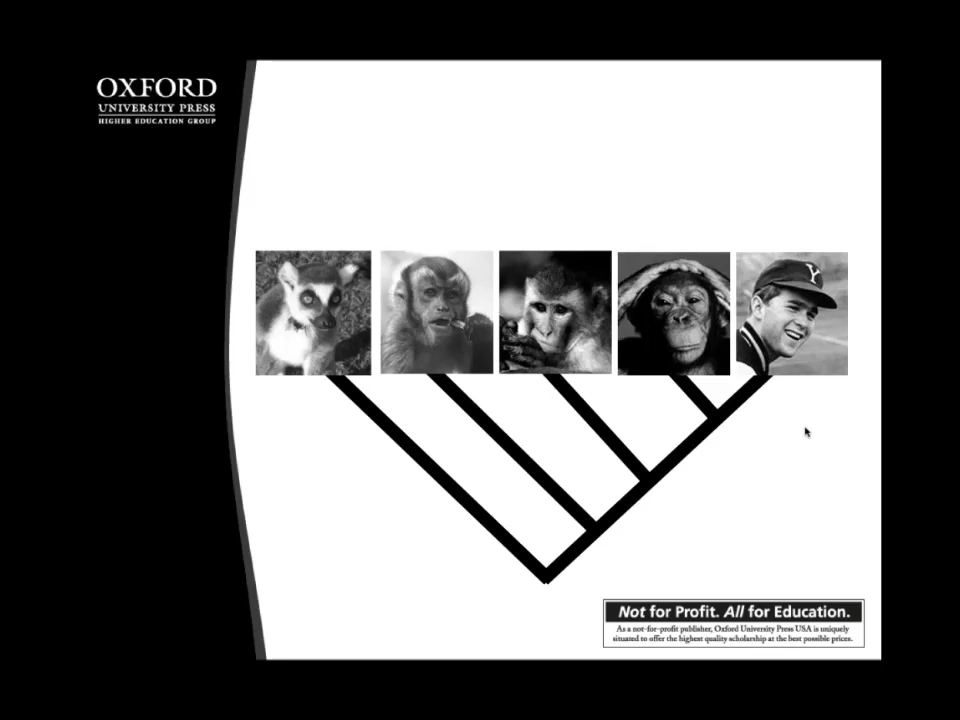 OXFORD
UNIVERSITY PRESS
HIGHER EDUCATION GROUP
Y
Not for Profit. All for Education.
As a not-for-profit publisher, Oxford University Press USA is uniquely
situated to offer the highest quality scholarship at the best possible prices.